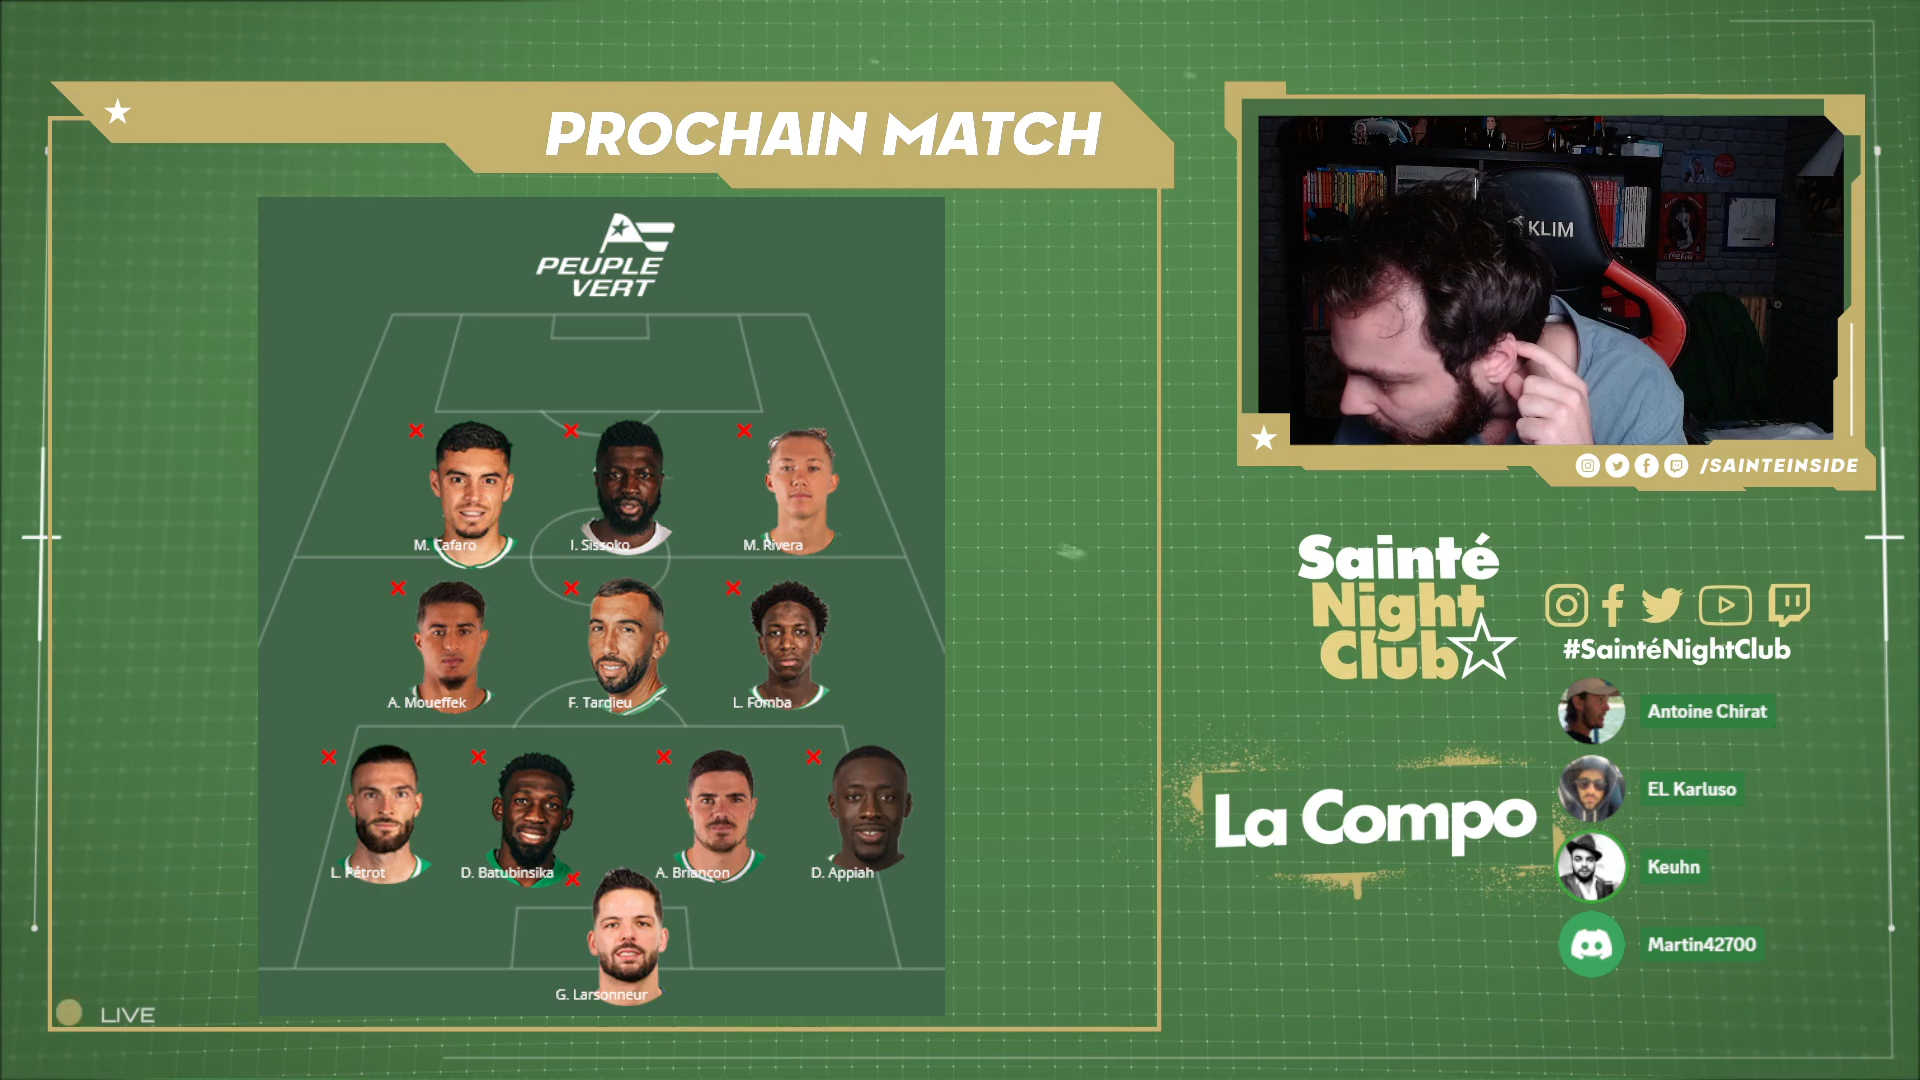 PROCHAIN MATCH
PEUPLE
VERT
M. Cafaro
I. Sissoko
M. Rivera
A. Moueffek
F. Tardieu
L. Fomba
L. Pétrot
D. Batubinsika
A. Briançon
D. Appiah
G. Larsonneur
LIVE
KLIM
/SAINTEINSIDE
Sainté
Night
Club
#SaintéNightClub
La Compo
Antoine Chirat
EL Karluso
Keuhn
Martin42700